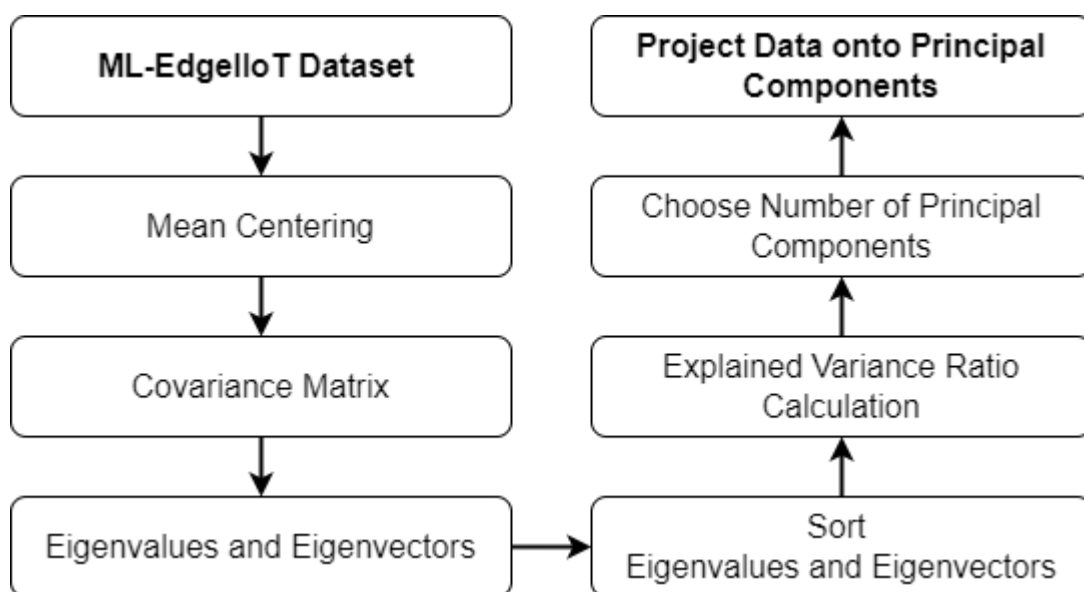 ML-EdgeIIoT Dataset
Mean Centering
Covariance Matrix
Eigenvalues and Eigenvectors
Sort
Eigenvalues and Eigenvectors
Explained Variance Ratio
Calculation
Choose Number of Principal
Components
Project Data onto Principal
Components